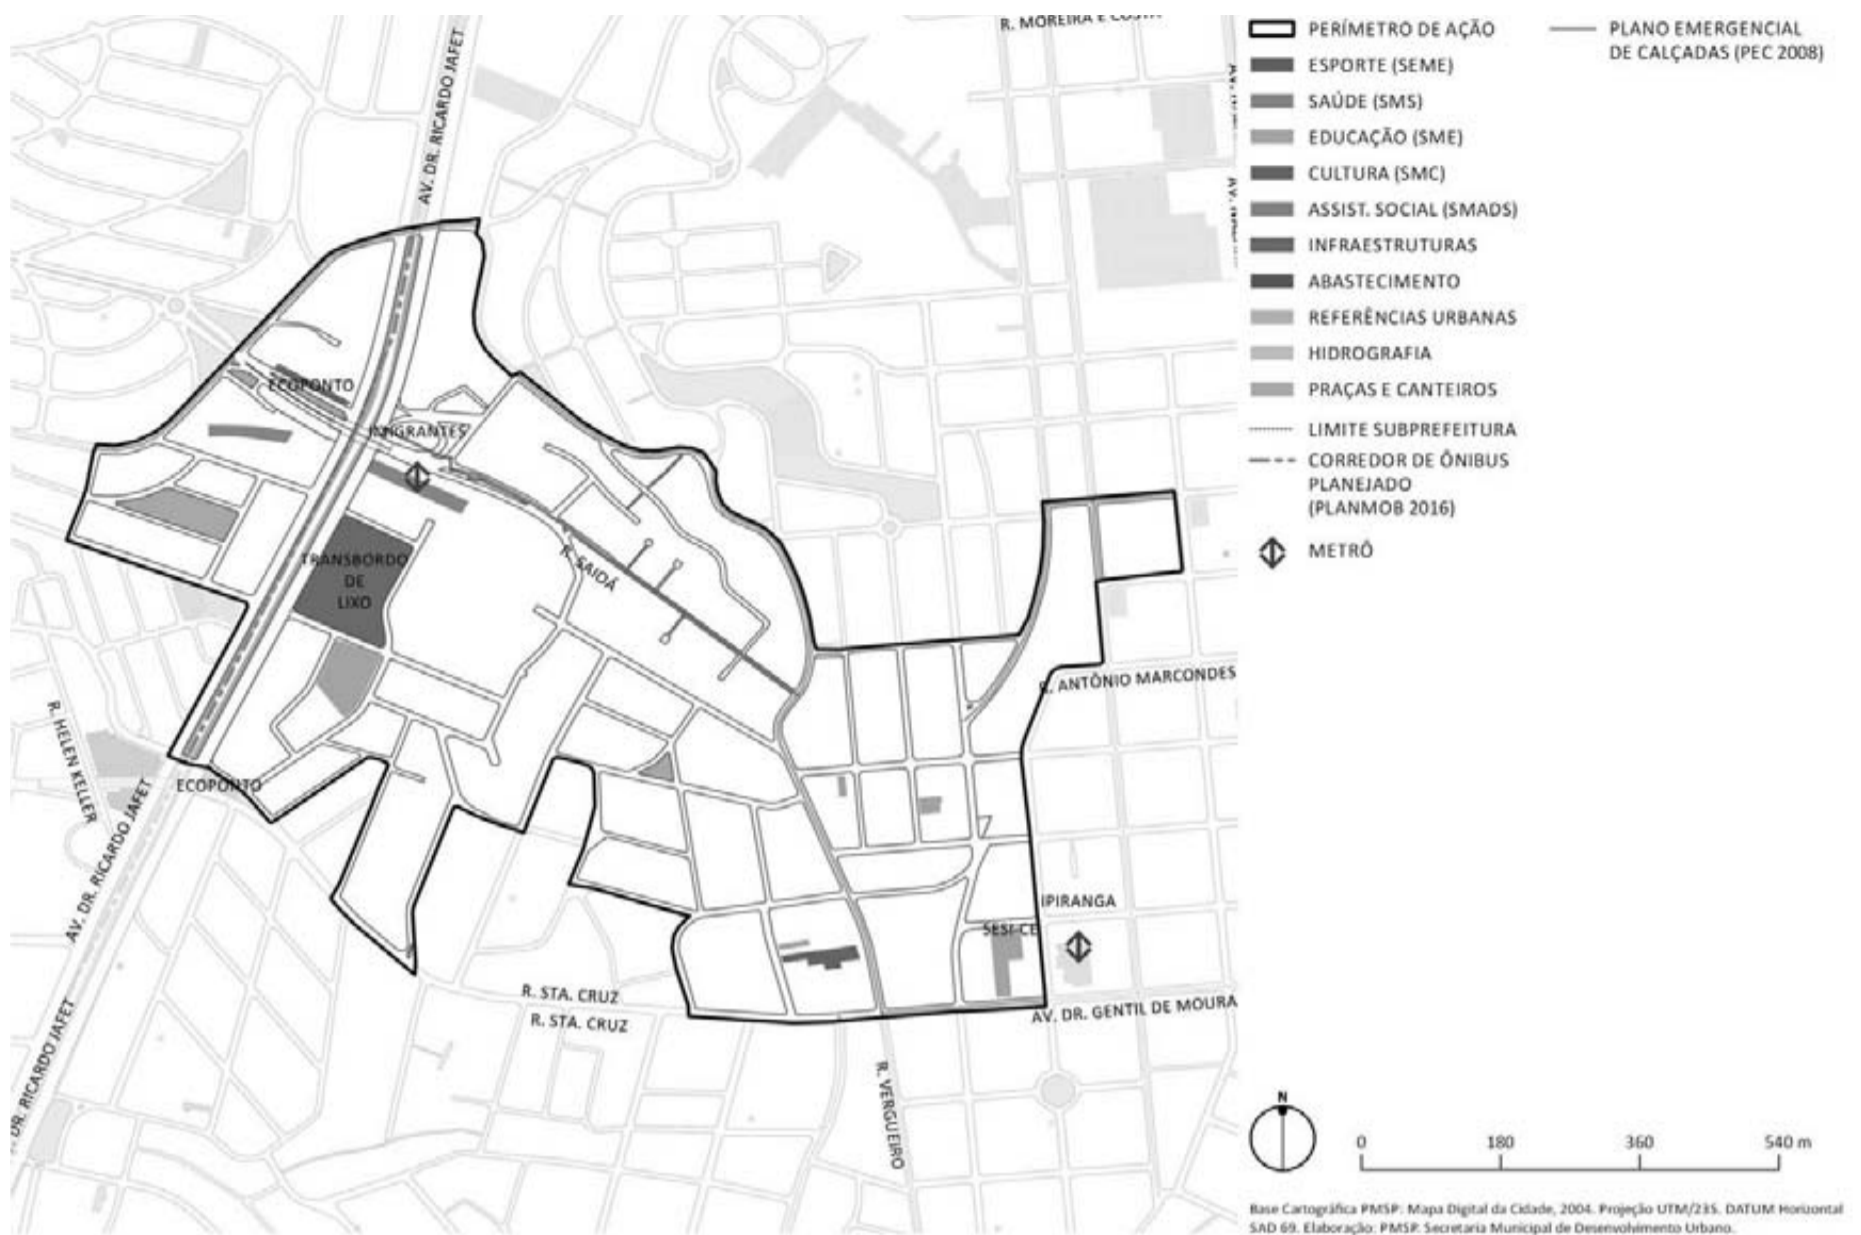 R. MOREIRA E COSTA
AV. DR. RICARDO JAFET
ECOPONTO
IMIGRANTES
TRANSBORDO
DE
LIXO
R. SAIDÁ
R. ANTÔNIO MARCONDES
R. HELEN KELLER
ECOPONTO
AV. DR. RICARDO JAFET
IPIRANGA
SESI-CE
R. STA. CRUZ
R. STA. CRUZ
AV. DR. GENTIL DE MOURA
DR. RICARDO JAFET
R. VERGUEIRO
PERÍMETRO DE AÇÃO
ESPORTE (SEME)
SAÚDE (SMS)
EDUCAÇÃO (SME)
CULTURA (SMC)
ASSIST. SOCIAL (SMADS)
INFRAESTRUTURAS
ABASTECIMENTO
REFERÊNCIAS URBANAS
HIDROGRAFIA
PRAÇAS E CANTEIROS
LIMITE SUBPREFEITURA
CORREDOR DE ÔNIBUS
PLANEJADO
(PLANMOB 2016)
METRÔ
PLANO EMERGENCIAL
DE CALÇADAS (PEC 2008)
N
0 180 360 540 m
Base Cartográfica PMSP: Mapa Digital da Cidade, 2004. Projeção UTM/23S. DATUM Horizontal
SAD 69. Elaboração: PMSP. Secretaria Municipal de Desenvolvimento Urbano.